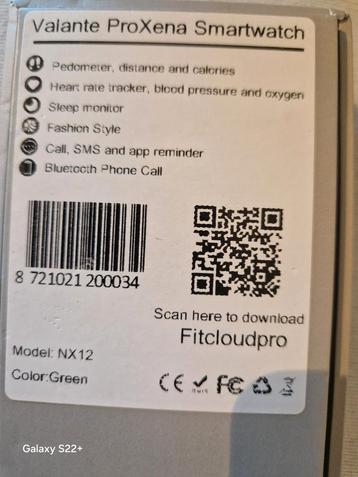 Valante ProXena Smartwatch
Pedometer, distance and calories
Heart rate tracker, blood pressure and oxygen
Sleep monitor
Fashion Style
Call, SMS and app reminder
Bluetooth Phone Call
8 721021 200034
Scan here to download
Fitcloudpro
Model: NX12
Color:Green
CE FC
Galaxy S22+